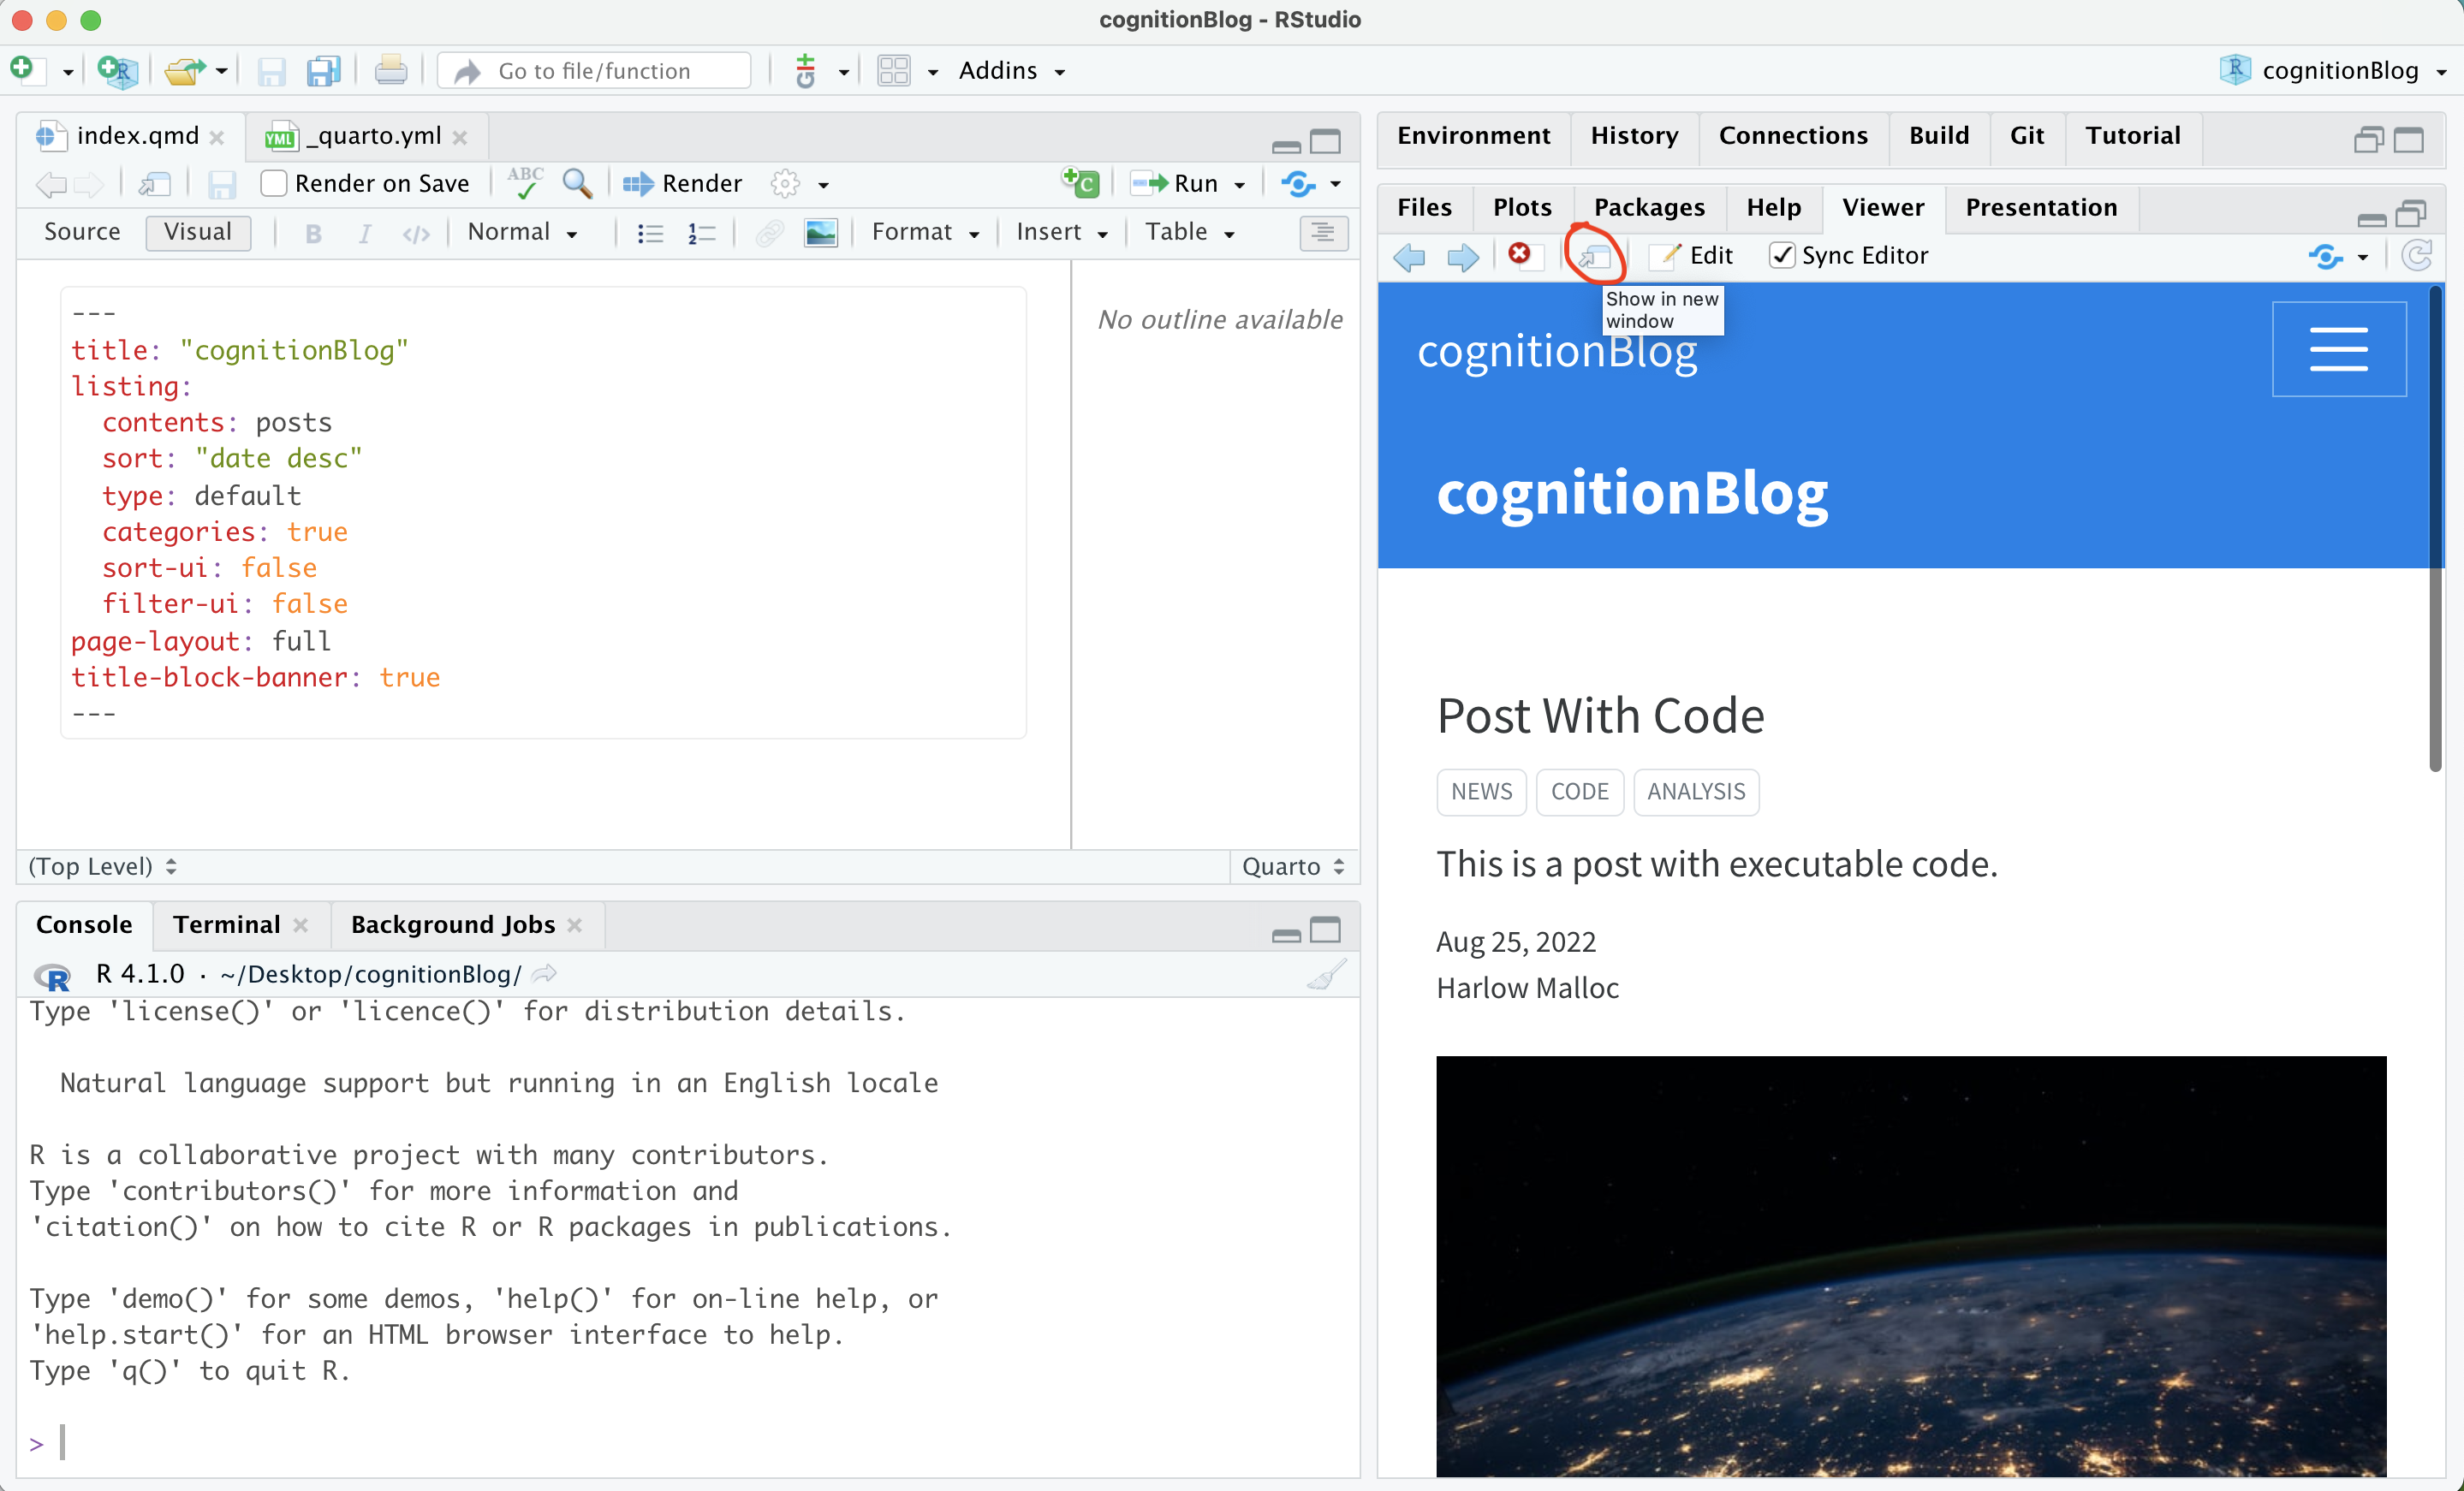 cognitionBlog - RStudio
Go to file/function
Addins
cognitionBlog
index.qmd
YML _quarto.yml
Render on Save
ABC
Render
C
Run
Source
Visual
B I </>
Normal
Format
Insert
Table
---
title: "cognitionBlog"
listing:
  contents: posts
  sort: "date desc"
  type: default
  categories: true
  sort-ui: false
  filter-ui: false
page-layout: full
title-block-banner: true
---
No outline available
(Top Level)
Quarto
Console
Terminal
Background Jobs
R 4.1.0 · ~/Desktop/cognitionBlog/
Type 'license()' or 'licence()' for distribution details.
  Natural language support but running in an English locale
R is a collaborative project with many contributors.
Type 'contributors()' for more information and
'citation()' on how to cite R or R packages in publications.
Type 'demo()' for some demos, 'help()' for on-line help, or
'help.start()' for an HTML browser interface to help.
Type 'q()' to quit R.
>
Environment
History
Connections
Build
Git
Tutorial
Files
Plots
Packages
Help
Viewer
Presentation
Edit
Sync Editor
Show in new
window
cognitionBlog
cognitionBlog
Post With Code
NEWS
CODE
ANALYSIS
This is a post with executable code.
Aug 25, 2022
Harlow Malloc